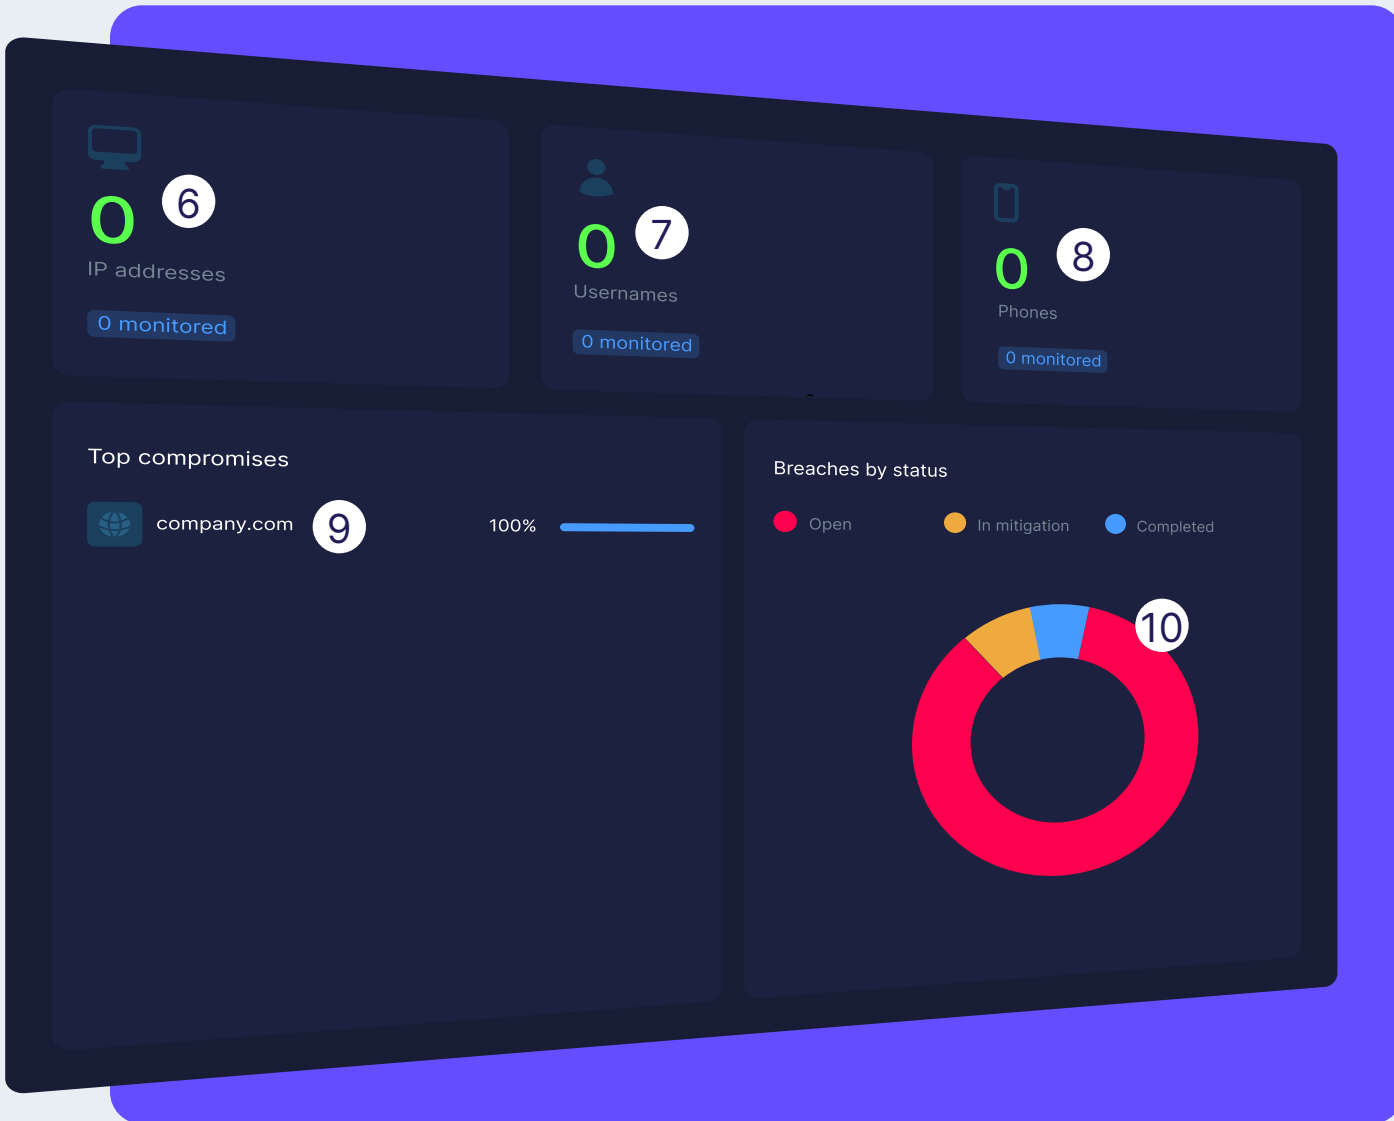 0 6
IP addresses
0 monitored
0 7
Usernames
0 monitored
0 8
Phones
0 monitored
Top compromises
company.com 9 100%
Breaches by status
Open In mitigation Completed
10